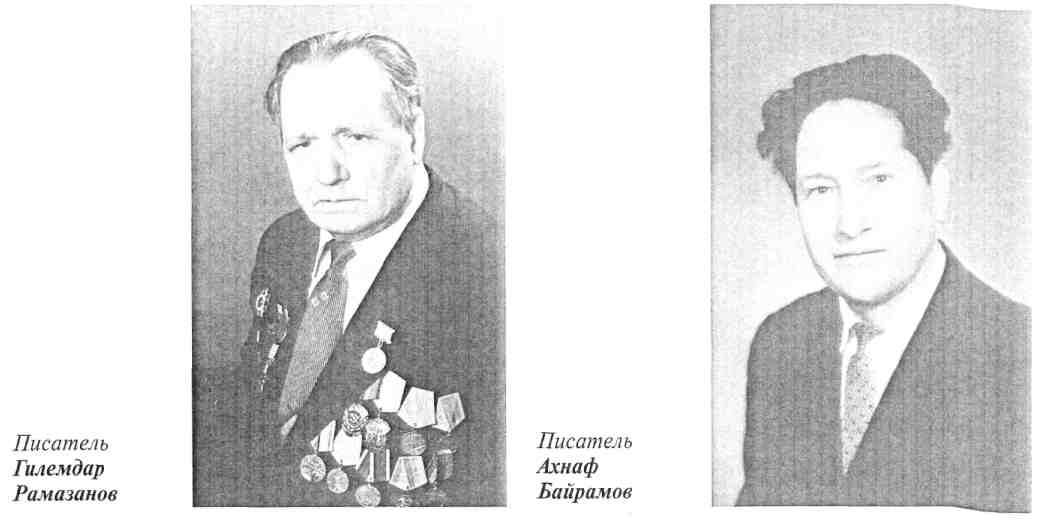 Писатель
Гилемдар
Рамазанов
Писатель
Ахнаф
Байрамов